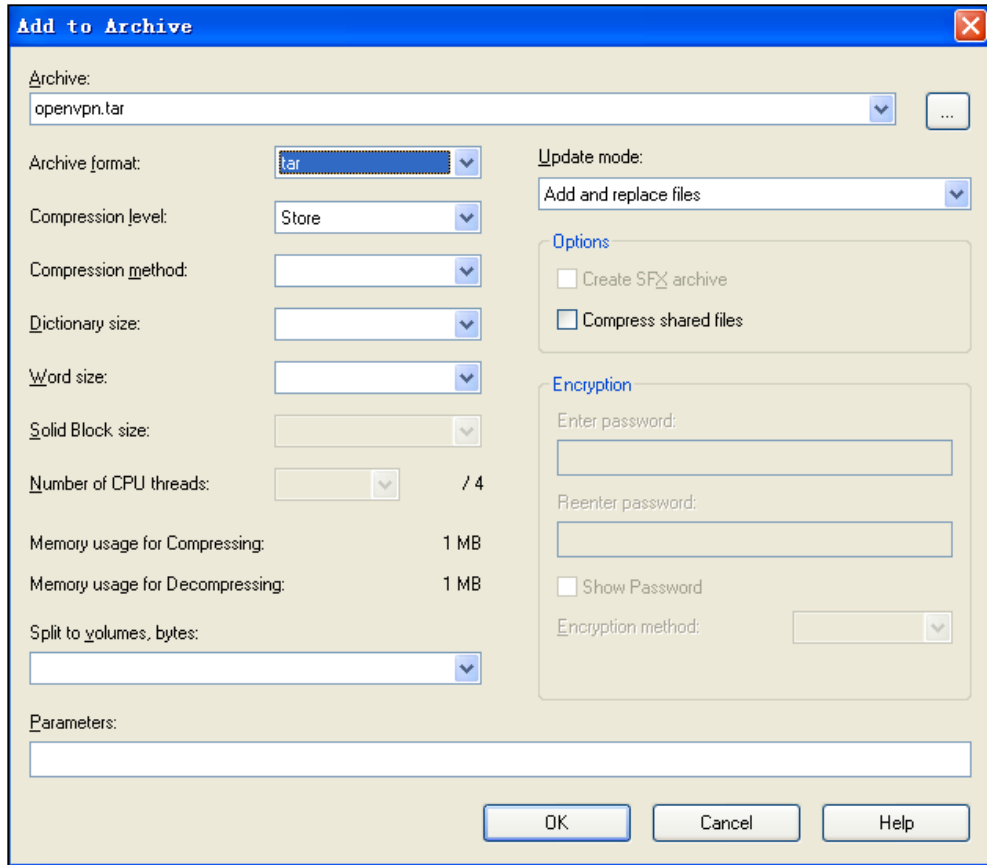 Add to Archive
Archive:
openvpn.tar
...
Archive format:
tar
Update mode:
Add and replace files
Compression level:
Store
Options
Create SFX archive
Compression method:
Dictionary size:
Compress shared files
Word size:
Encryption
Enter password:
Solid Block size:
Number of CPU threads:
/ 4
Reenter password:
Memory usage for Compressing:
1 MB
Memory usage for Decompressing:
1 MB
Show Password
Encryption method:
Split to volumes, bytes:
Parameters:
OK
Cancel
Help